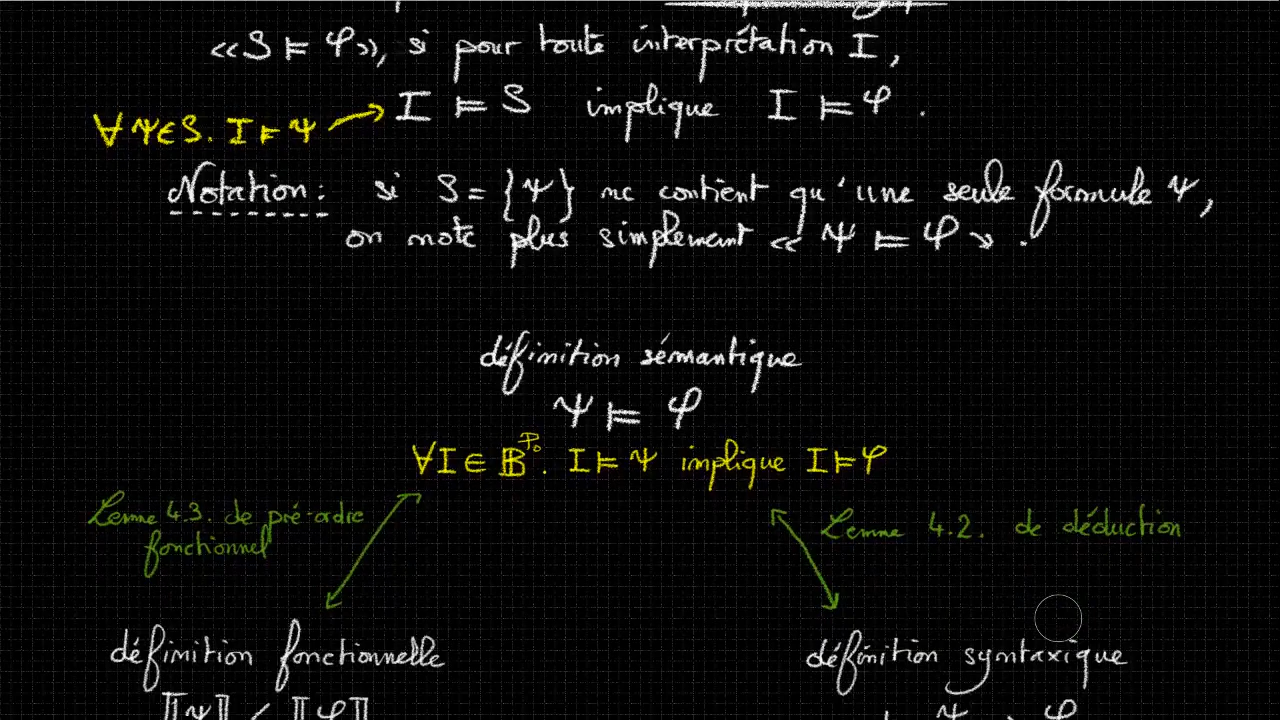 «S ⊨ φ», si pour toute interprétation I,
I ⊨ S implique I ⊨ φ .
∀ψ∈S. I ⊨ ψ
Notation: si S = {ψ} ne contient qu'une seule formule ψ,
on note plus simplement « ψ ⊨ φ » .
définition sémantique
ψ ⊨ φ
∀I ∈ 𝔹^P₀. I ⊨ ψ implique I ⊨ φ
Lemme 4.3. de pré-ordre
fonctionnel
Lemme 4.2. de déduction
définition fonctionnelle
définition syntaxique